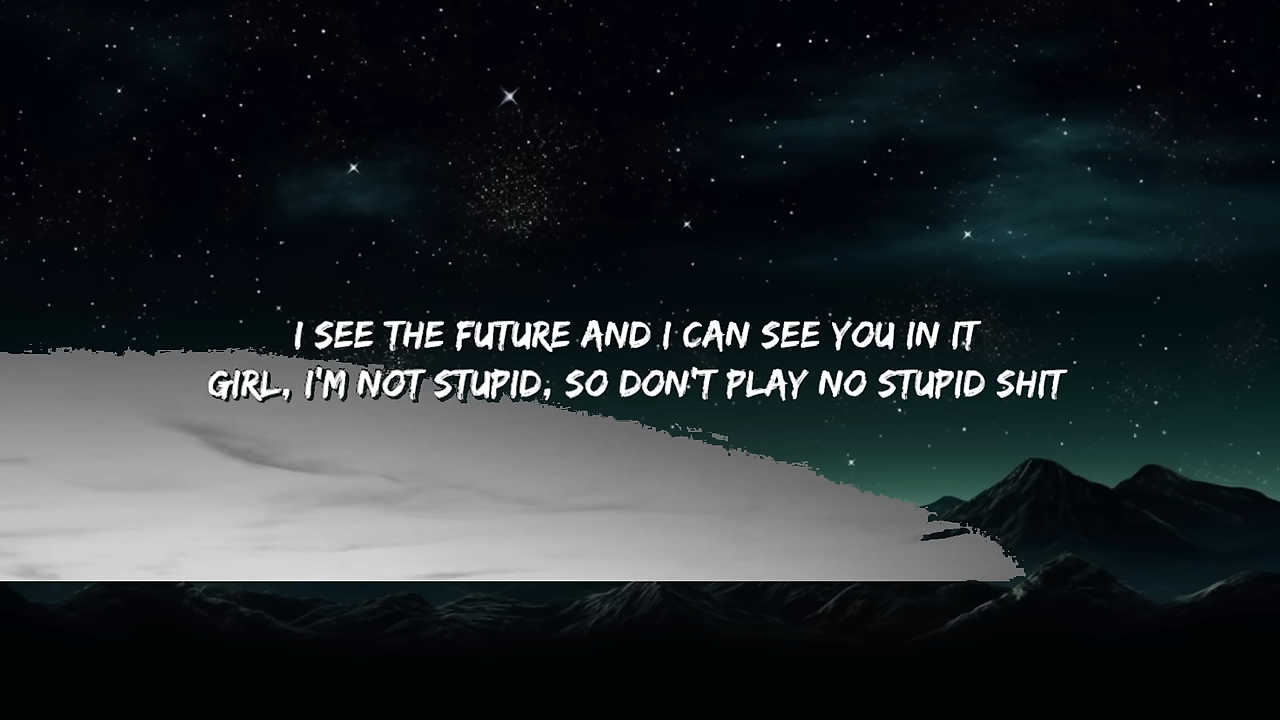 I SEE THE FUTURE AND I CAN SEE YOU IN IT
GIRL, I'M NOT STUPID, SO DON'T PLAY NO STUPID SHIT